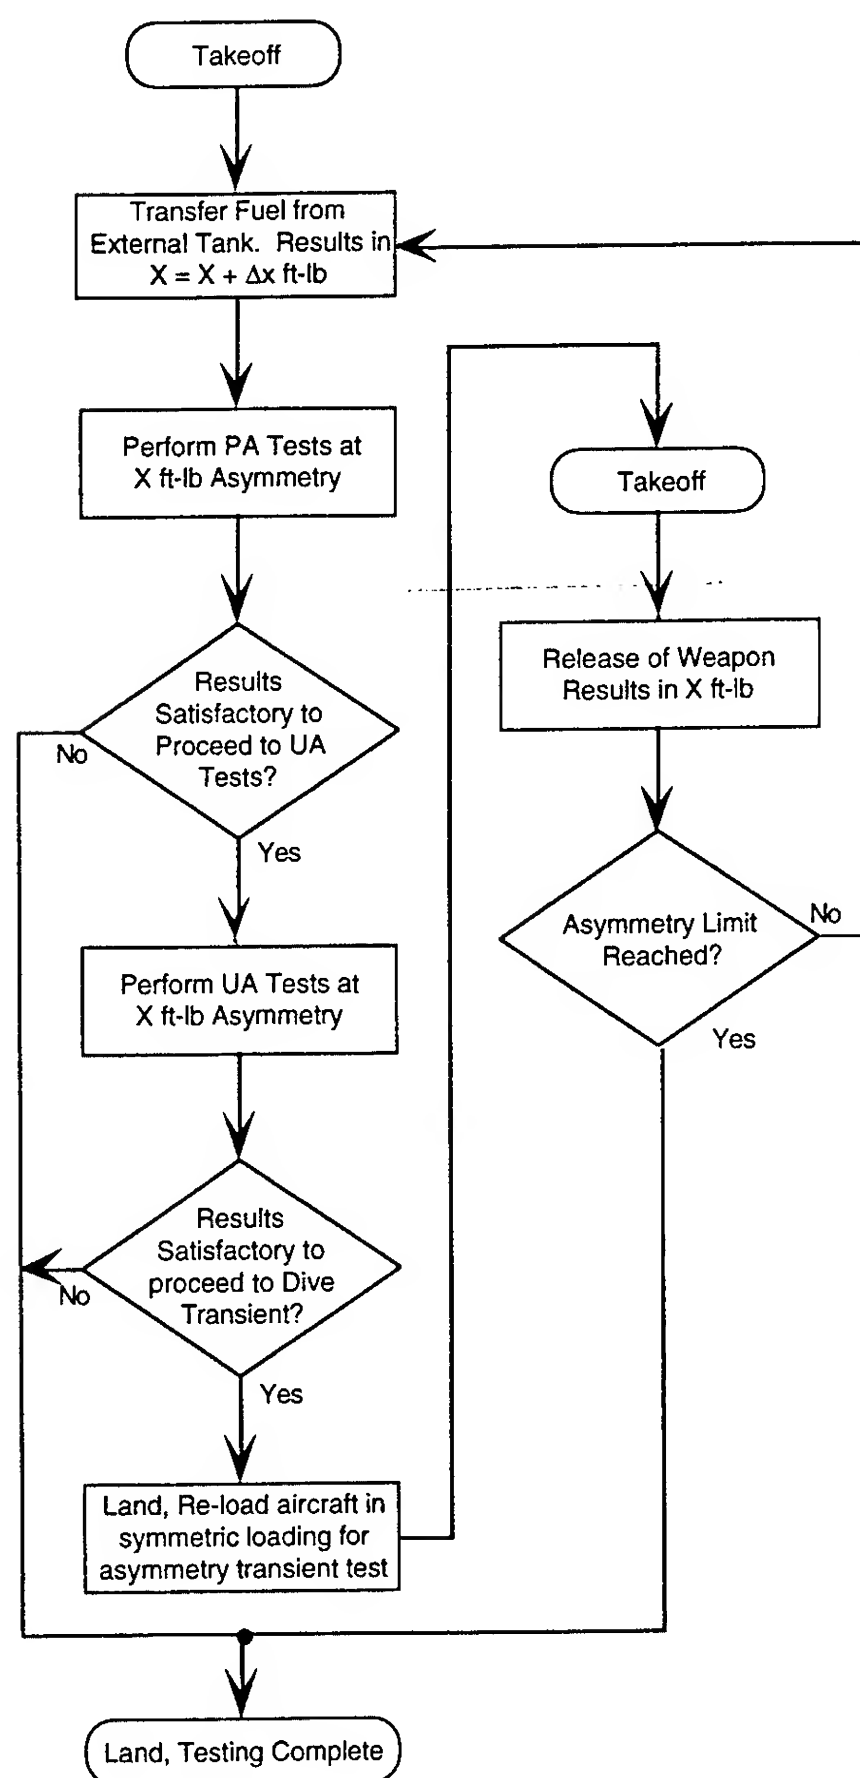 Takeoff
Transfer Fuel from
External Tank. Results in
X = X + Δx ft-lb
Perform PA Tests at
X ft-lb Asymmetry
Results
Satisfactory to
Proceed to UA
Tests?
No
Yes
Perform UA Tests at
X ft-lb Asymmetry
Results
Satisfactory to
proceed to Dive
Transient?
No
Yes
Land, Re-load aircraft in
symmetric loading for
asymmetry transient test
Takeoff
Release of Weapon
Results in X ft-lb
Asymmetry Limit
Reached?
No
Yes
Land, Testing Complete